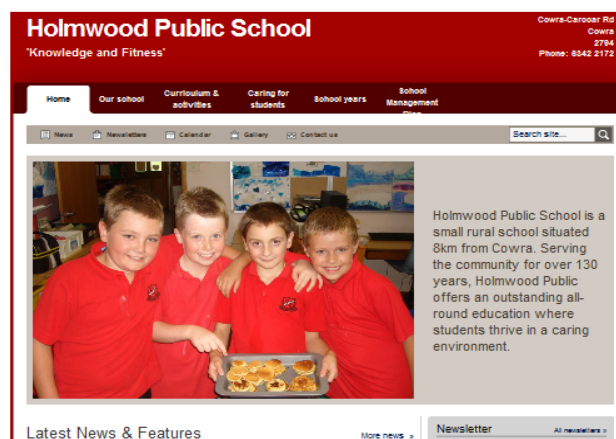 Holmwood Public School
'Knowledge and Fitness'
Cowra-Carcoar Rd
Cowra
2794
Phone: 6342 2172
Home
Our school
Curriculum &
activities
Caring for
students
School years
School
Management
Plan
News
Newsletters
Calendar
Gallery
Contact us
Search site...
Holmwood Public School is a
small rural school situated
8km from Cowra. Serving
the community for over 130
years, Holmwood Public
offers an outstanding all-
round education where
students thrive in a caring
environment.
Latest News & Features
More news »
Newsletter
All newsletters »